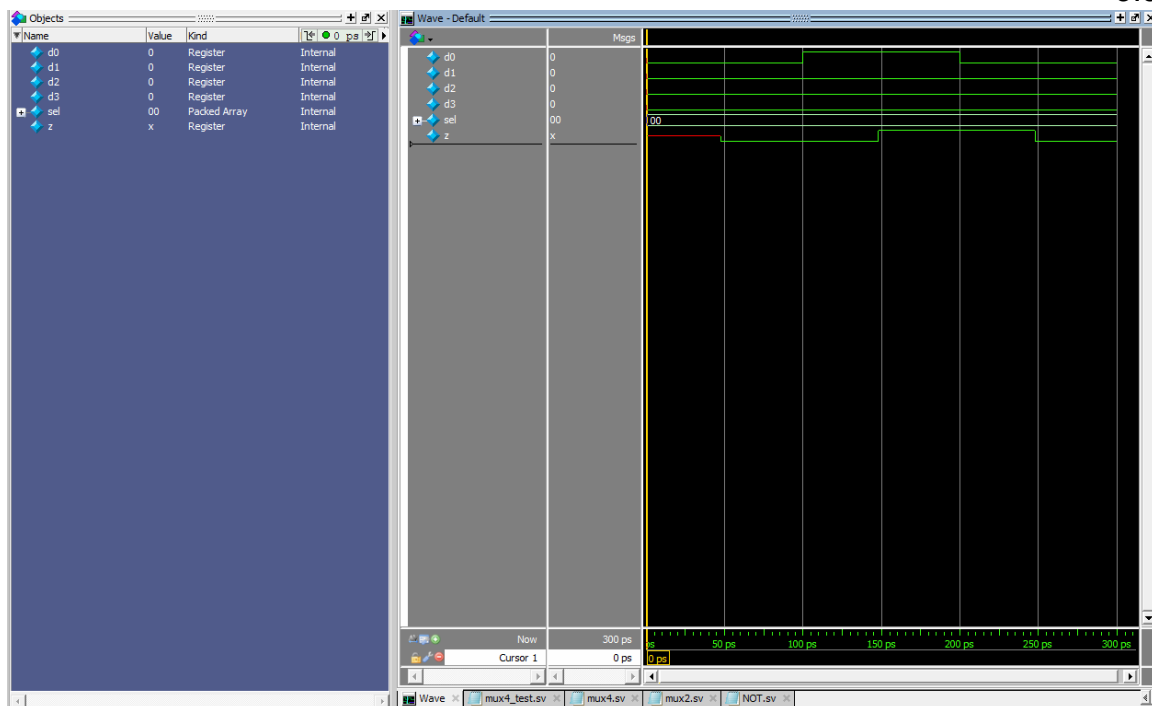 Objects
Wave - Default
Name Value Kind 0 ps
d0 0 Register Internal
d1 0 Register Internal
d2 0 Register Internal
d3 0 Register Internal
sel 00 Packed Array Internal
z x Register Internal
Msgs
d0 0
d1 0
d2 0
d3 0
sel 00 00
z x
Now 300 ps
ps 50 ps 100 ps 150 ps 200 ps 250 ps 300 ps
Cursor 1 0 ps 0 ps
Wave mux4_test.sv mux4.sv mux2.sv NOT.sv